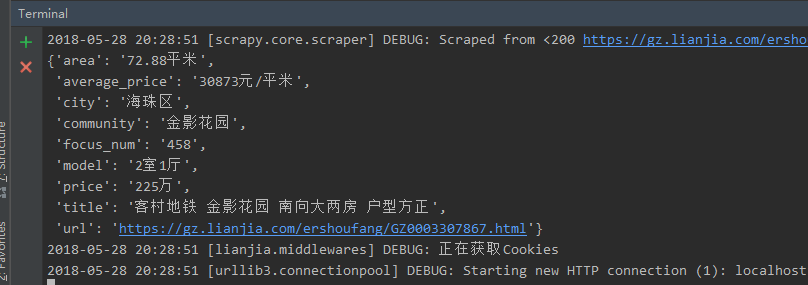 Terminal
2018-05-28 20:28:51 [scrapy.core.scraper] DEBUG: Scraped from <200 https://gz.lianjia.com/ershou
{'area': '72.88平米',
'average_price': '30873元/平米',
'city': '海珠区',
'community': '金影花园',
'focus_num': '458',
'model': '2室1厅',
'price': '225万',
'title': '客村地铁 金影花园 南向大两房 户型方正',
'url': 'https://gz.lianjia.com/ershoufang/GZ0003307867.html'}
2018-05-28 20:28:51 [lianjia.middlewares] DEBUG: 正在获取Cookies
2018-05-28 20:28:51 [urllib3.connectionpool] DEBUG: Starting new HTTP connection (1): localhost
7: Structure
2: Favorites